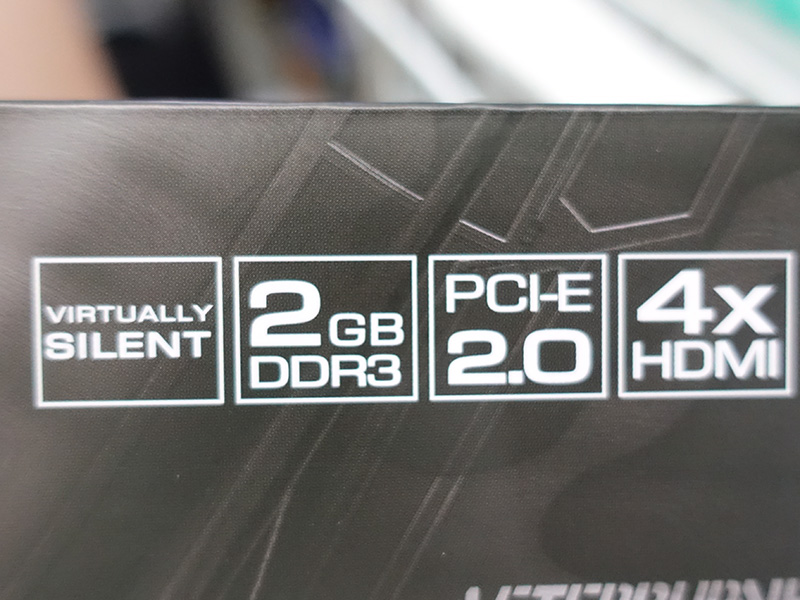 VIRTUALLY
SILENT
2GB
DDR3
PCI-E
2.0
4x
HDMI